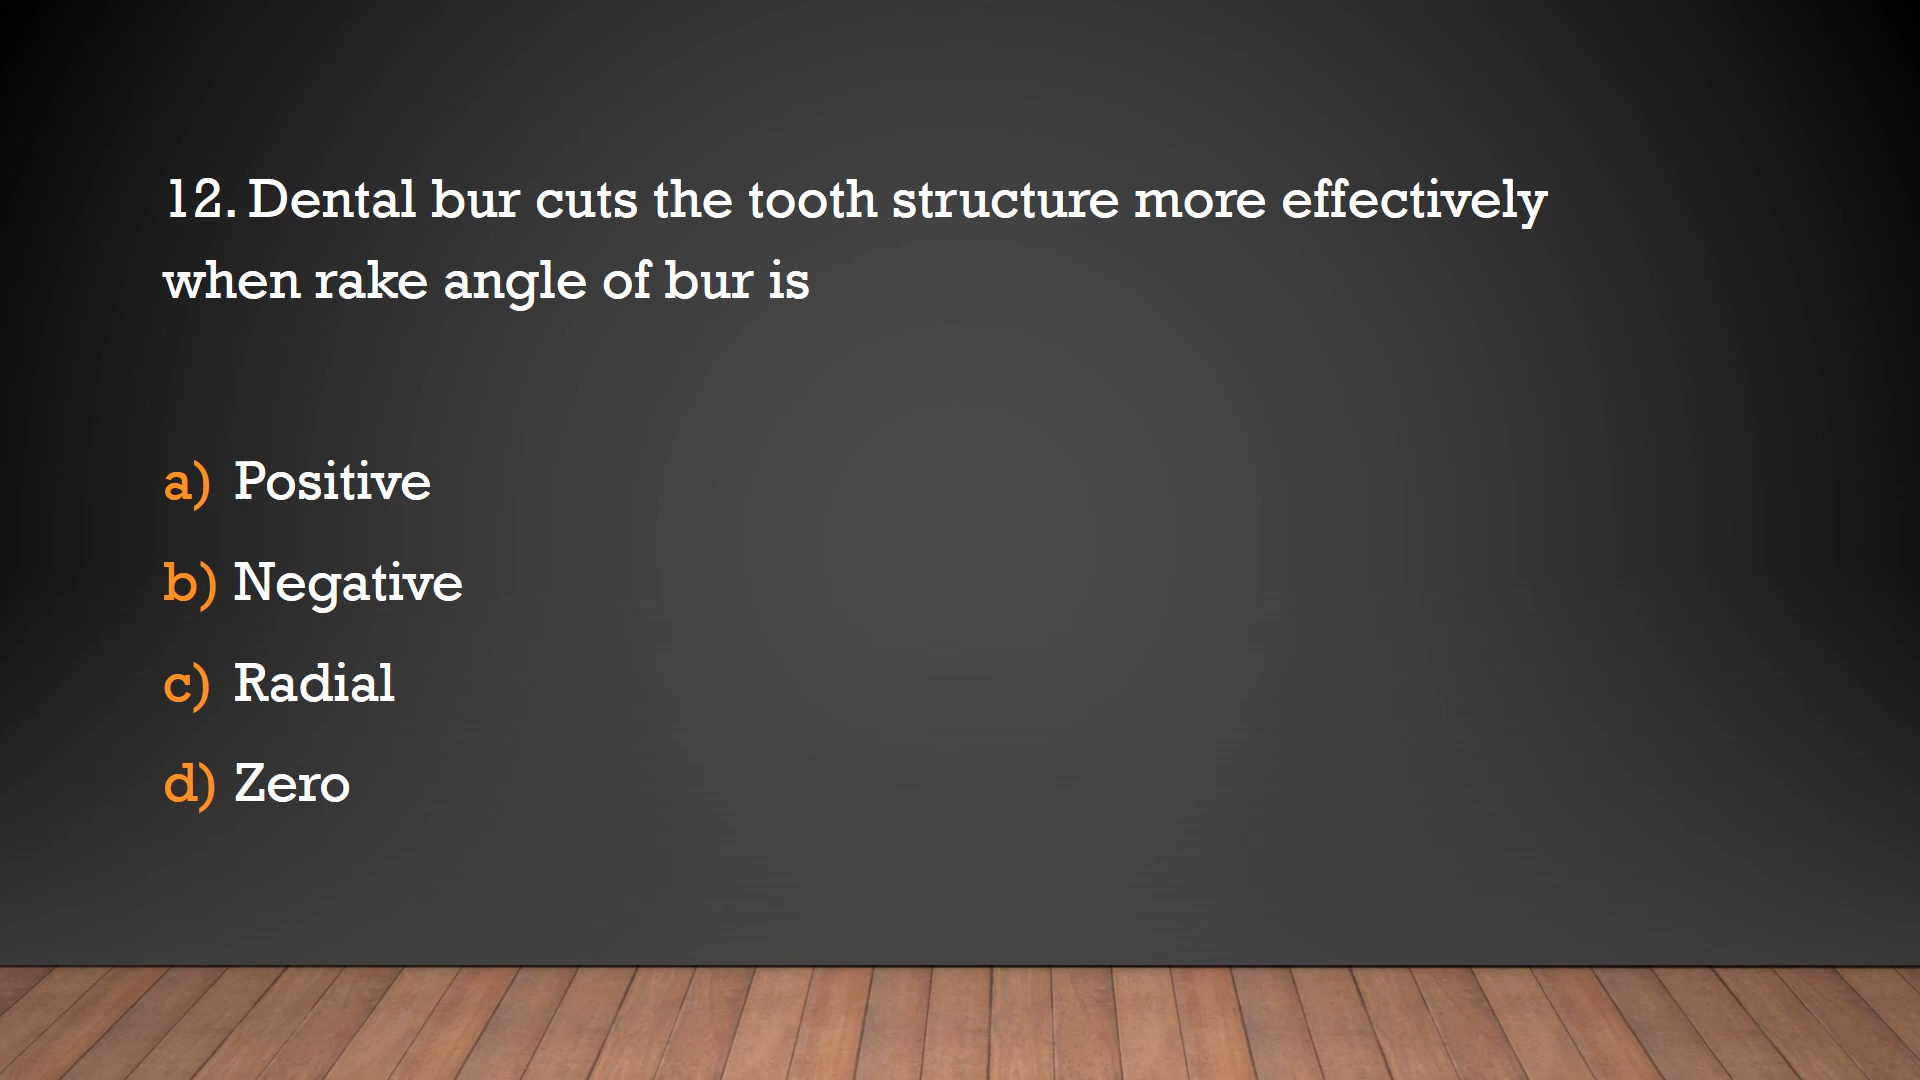 12. Dental bur cuts the tooth structure more effectively
when rake angle of bur is
a) Positive
b) Negative
c) Radial
d) Zero